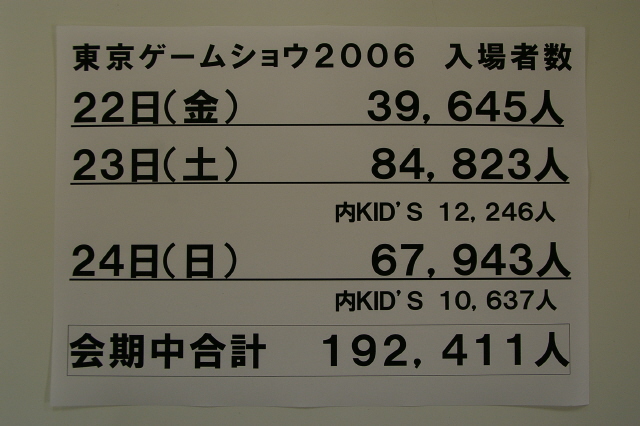 東京ゲームショウ２００６　入場者数
22日（金）　39，645人
23日（土）　84，823人
内KID'S　12，246人
24日（日）　67，943人
内KID'S　10，637人
会期中合計　192，411人